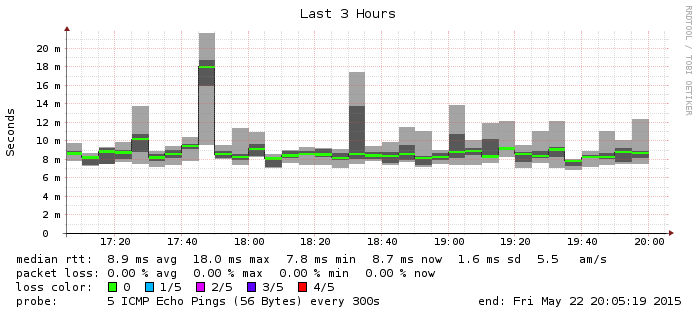 Last 3 Hours
RRDTOOL / TOBI OETIKER
Seconds
20 m
18 m
16 m
14 m
12 m
10 m
8 m
6 m
4 m
2 m
0
17:20 17:40 18:00 18:20 18:40 19:00 19:20 19:40 20:00
median rtt: 8.9 ms avg 18.0 ms max 7.8 ms min 8.7 ms now 1.6 ms sd 5.5 am/s
packet loss: 0.00 % avg 0.00 % max 0.00 % min 0.00 % now
loss color: 0 1/5 2/5 3/5 4/5
probe: 5 ICMP Echo Pings (56 Bytes) every 300s end: Fri May 22 20:05:19 2015